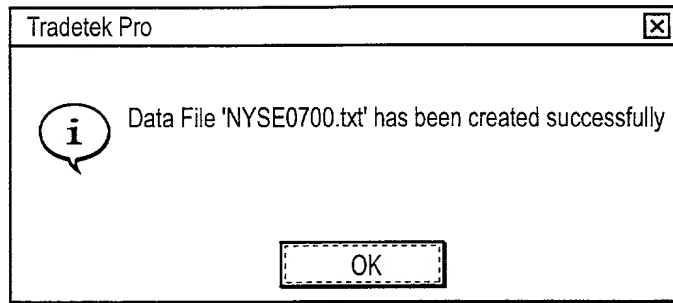 Tradetek Pro
i
Data File 'NYSE0700.txt' has been created successfully
OK